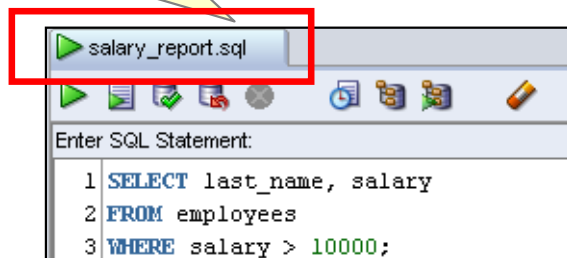 salary_report.sql
Enter SQL Statement:
1 SELECT last_name, salary
2 FROM employees
3 WHERE salary > 10000;